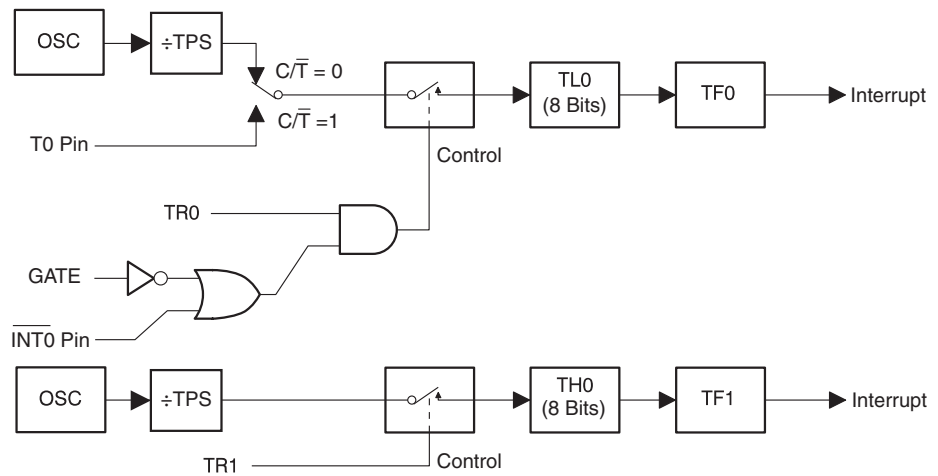 OSC
÷TPS
C/T̅ = 0
C/T̅ =1
T0 Pin
TL0
(8 Bits)
TF0
Interrupt
Control
TR0
GATE
I̅N̅T̅0̅ Pin
OSC
÷TPS
TH0
(8 Bits)
TF1
Interrupt
TR1
Control